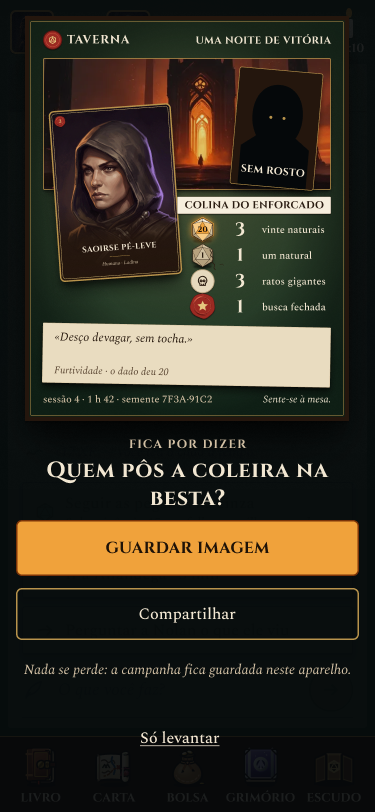 TAVERNA
UMA NOITE DE VITÓRIA
3
SAOIRSE PÉ-LEVE
Humana · Ladina
SEM ROSTO
COLINA DO ENFORCADO
20 3 vinte naturais
1 1 um natural
3 ratos gigantes
1 busca fechada
«Desço devagar, sem tocha.»
Furtividade · o dado deu 20
sessão 4 · 1 h 42 · semente 7F3A-91C2
Sente-se à mesa.
FICA POR DIZER
QUEM PÔS A COLEIRA NA
BESTA?
GUARDAR IMAGEM
Compartilhar
Nada se perde: a campanha fica guardada neste aparelho.
Só levantar
LIVRO
CARTA
BOLSA
GRIMÓRIO
ESCUDO